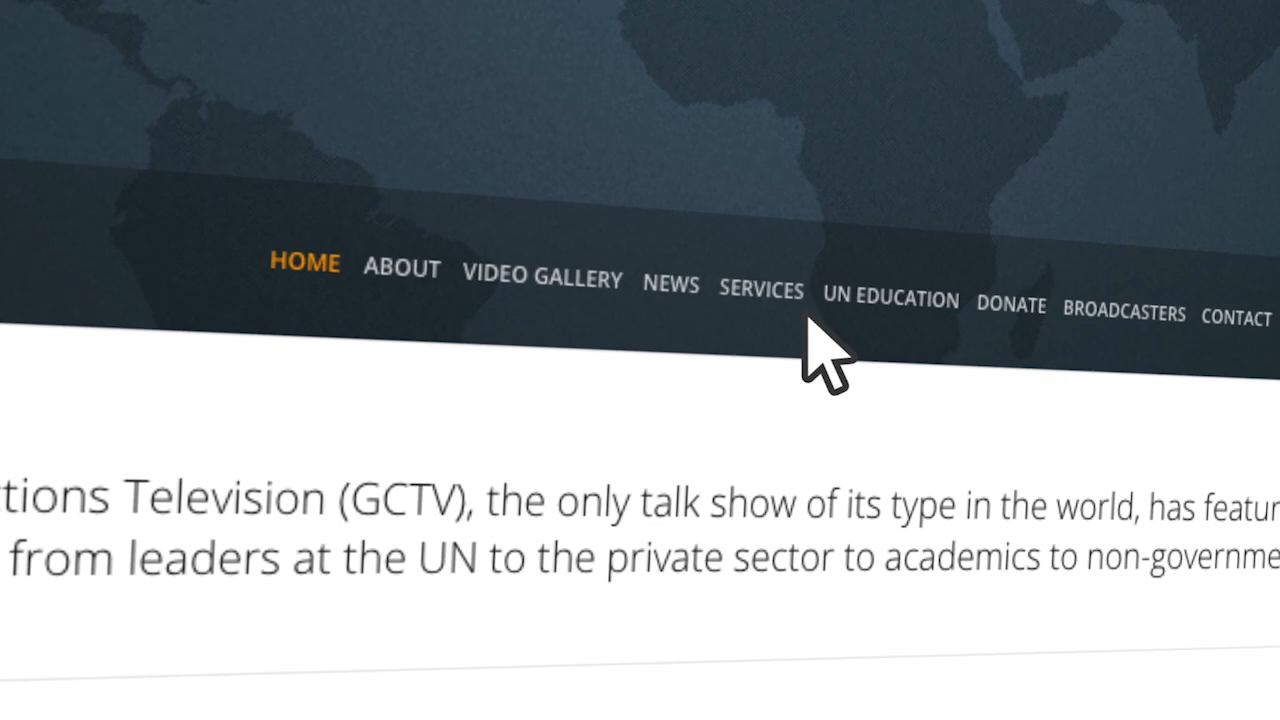 HOME ABOUT VIDEO GALLERY NEWS SERVICES UN EDUCATION DONATE BROADCASTERS CONTACT
tions Television (GCTV), the only talk show of its type in the world, has featur
from leaders at the UN to the private sector to academics to non-governme